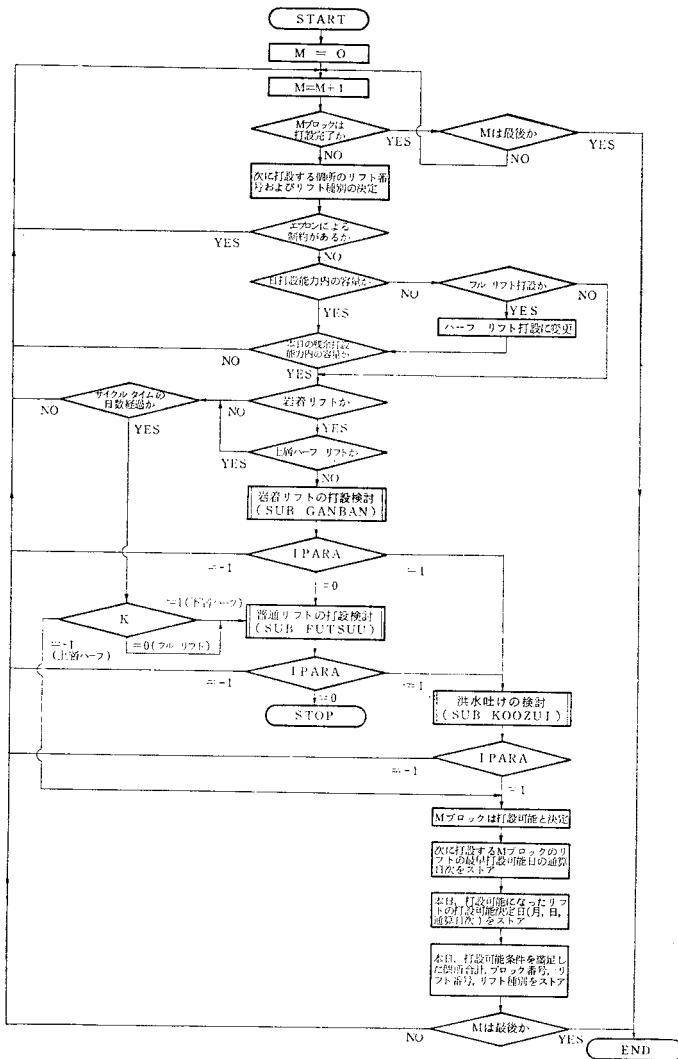 START
M = 0
M=M+1
Mブロックは
打設完了か
YES
Mは最後か
YES
NO
NO
次に打設する個所のリフト番
号およびリフト種別の決定
エプロンによる
制約があるか
YES
NO
日打設能力内の容量か
NO
フル リフト打設か
NO
YES
YES
ハーフ リフト打設に変更
本日の残余打設
能力内の容量か
NO
YES
サイクル タイムの
日数経過か
NO
岩着リフトか
NO
YES
YES
上層ハーフ リフトか
YES
NO
岩着リフトの打設検討
(SUB GANBAN)
IPARA
=-1
=1
=0
=1(下層ハーフ)
K
普通リフトの打設検討
(SUB FUTSUU)
=-1
(上層ハーフ)
=0(フル リフト)
IPARA
=-1
=1
=0
STOP
洪水吐けの検討
(SUB KOOZUI)
IPARA
=-1
=1
Mブロックは打設可能と決定
次に打設するMブロックのリ
フトの最早打設可能日の通算
日次をストア
本日、打設可能になったリフ
トの打設可能決定日(月,日,
通算日次)をストア
本日、打設可能条件を満足し
た個所合計,ブロック番号,リ
フト番号,リフト種別をストア
Mは最後か
NO
YES
END